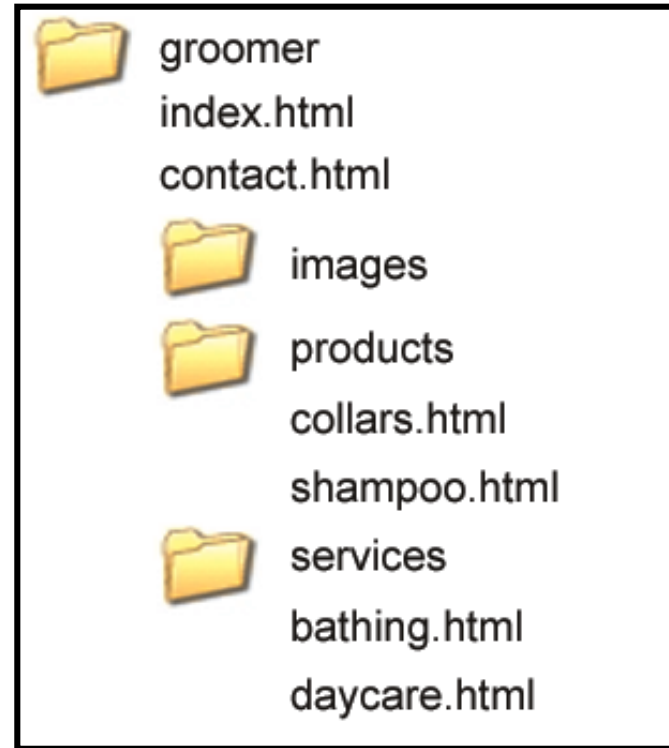 groomer
index.html
contact.html
images
products
collars.html
shampoo.html
services
bathing.html
daycare.html